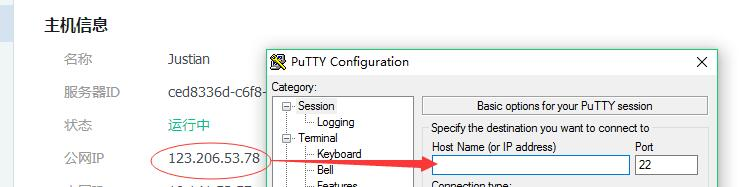 主机信息
名称 Justian
服务器ID ced8336d-c6f8-
状态 运行中
公网IP 123.206.53.78
PuTTY Configuration
Category:
Session
Logging
Terminal
Keyboard
Bell
Features
Basic options for your PuTTY session
Specify the destination you want to connect to
Host Name (or IP address) Port
22
Connection type: